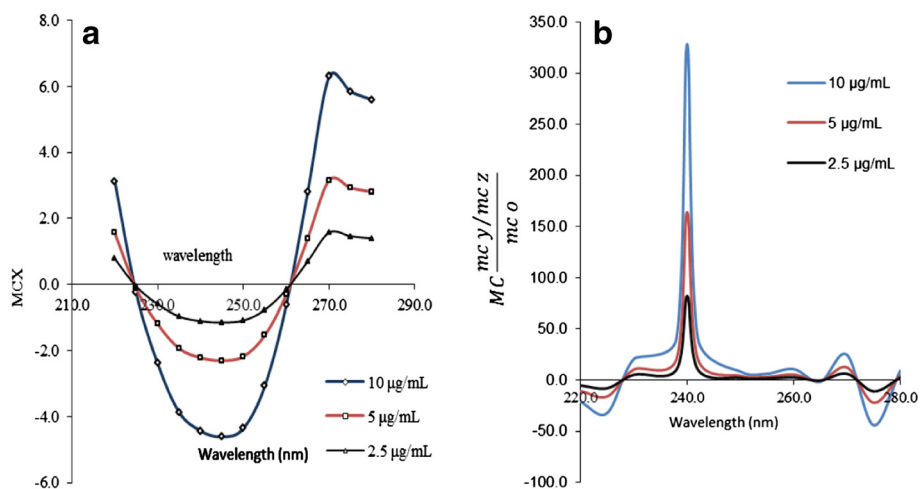 a
8.0
6.0
4.0
2.0
0.0
-2.0
-4.0
-6.0
MCX
wavelength
210.0 230.0 250.0 270.0 290.0
Wavelength (nm)
10 µg/mL
5 µg/mL
2.5 µg/mL
b
350.0
300.0
250.0
200.0
150.0
100.0
50.0
0.0
-50.0
-100.0
MC mc y/mc z
mc o
220.0 240.0 260.0 280.0
Wavelength (nm)
10 µg/mL
5 µg/mL
2.5 µg/mL